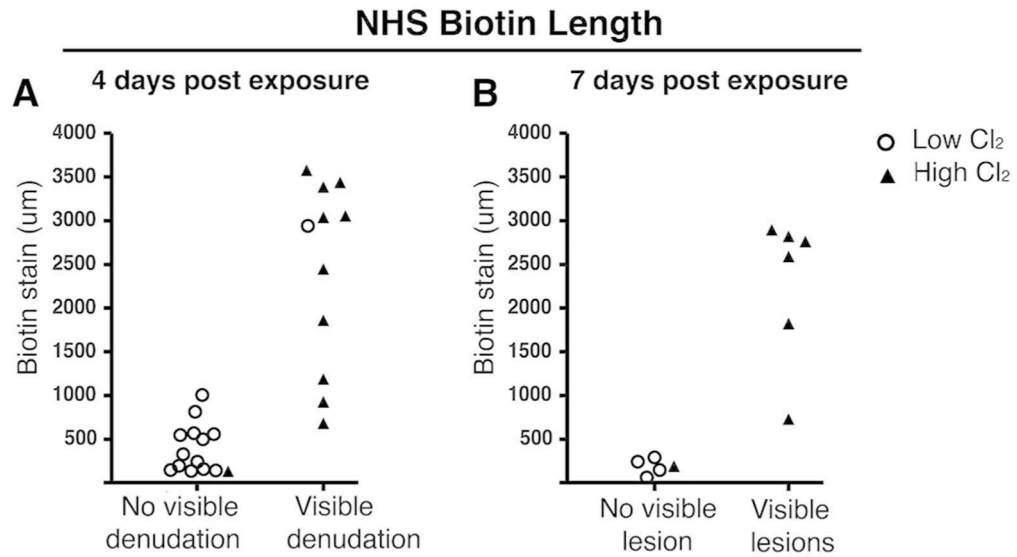 NHS Biotin Length
A
4 days post exposure
Biotin stain (um)
4000
3500
3000
2500
2000
1500
1000
500
No visible
denudation
Visible
denudation
B
7 days post exposure
Biotin stain (um)
4000
3500
3000
2500
2000
1500
1000
500
No visible
lesion
Visible
lesions
Low Cl₂
High Cl₂